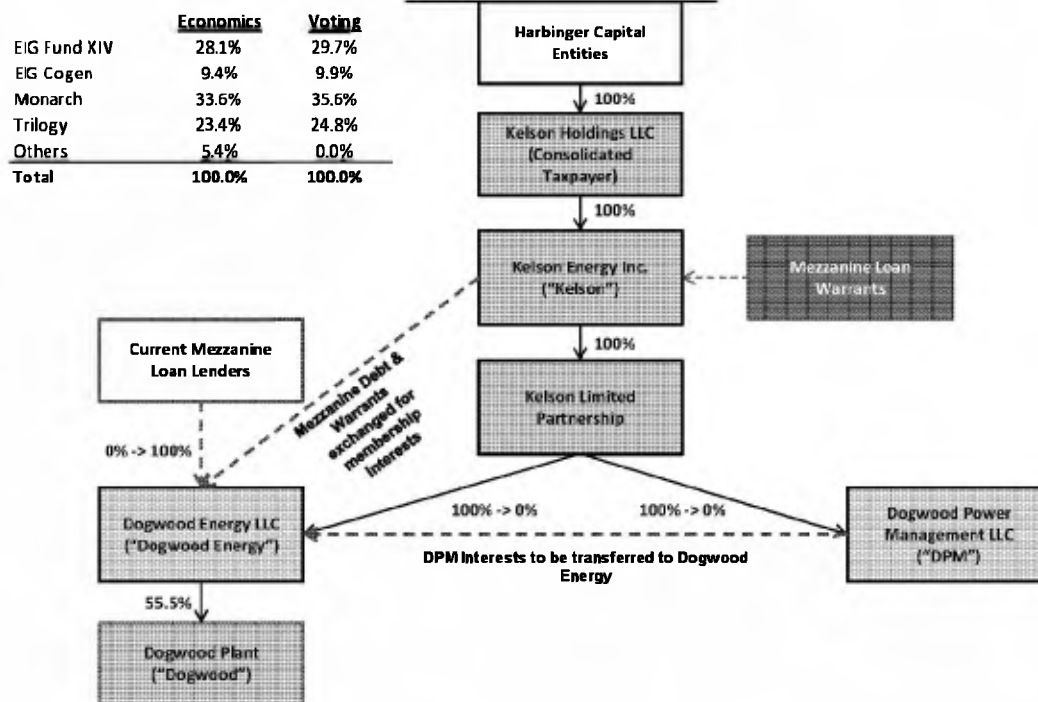 Economics Voting
EIG Fund XIV 28.1% 29.7%
EIG Cogen 9.4% 9.9%
Monarch 33.6% 35.6%
Trilogy 23.4% 24.8%
Others 5.4% 0.0%
Total 100.0% 100.0%
Harbinger Capital
Entities
100%
Kelson Holdings LLC
(Consolidated
Taxpayer)
100%
Kelson Energy Inc.
("Kelson")
Mezzanine Loan
Warrants
100%
Current Mezzanine
Loan Lenders
Mezzanine Debt &
Warrants
exchanged for
membership
interests
Kelson Limited
Partnership
0% -> 100%
100% -> 0% 100% -> 0%
Dogwood Energy LLC
("Dogwood Energy")
DPM Interests to be transferred to Dogwood
Energy
Dogwood Power
Management LLC
("DPM")
55.5%
Dogwood Plant
("Dogwood")